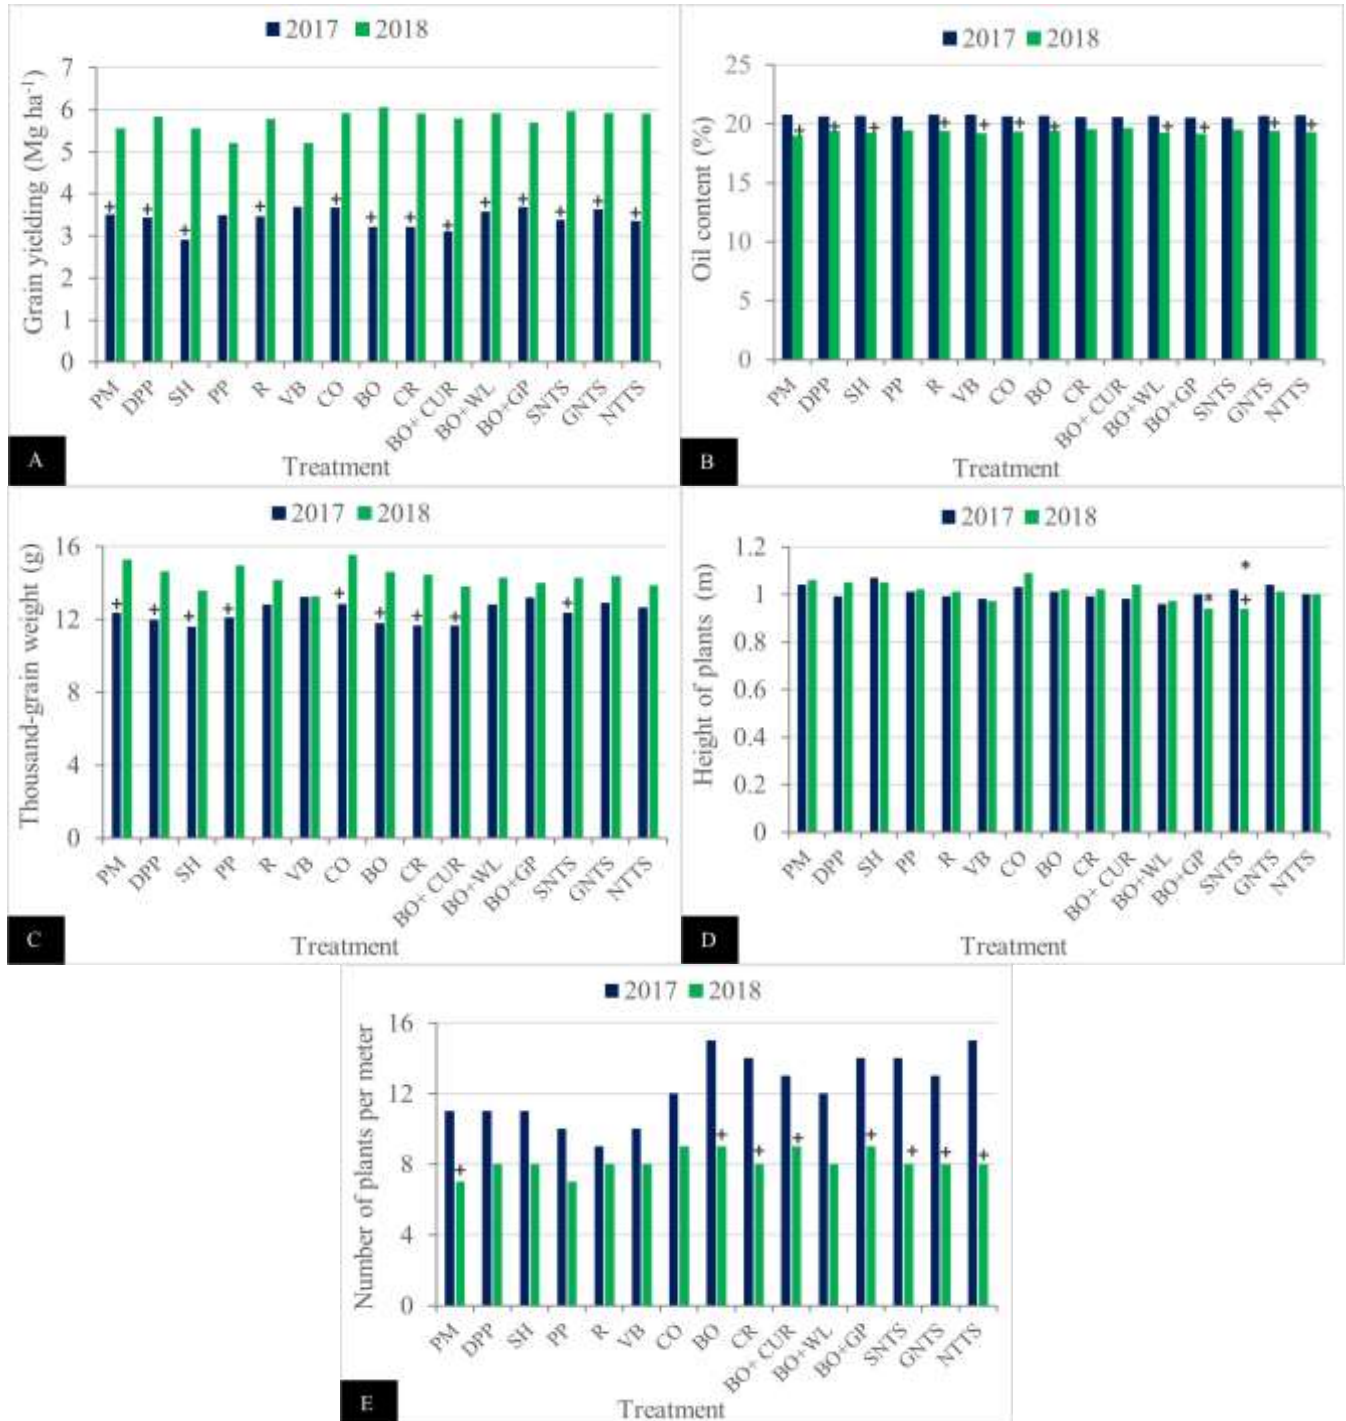 2017 2018
Grain yielding (Mg ha⁻¹)
7
6
5
4
3
2
1
0
+ + + + + + + + + + + + +
PM DPP SH PP R VB CO BO CR BO+ CUR BO+WL BO+GP SNTS GNTS NTTS
Treatment
A
2017 2018
Oil content (%)
25
20
15
10
5
0
+ + + + + + + + + + +
PM DPP SH PP R VB CO BO CR BO+ CUR BO+WL BO+GP SNTS GNTS NTTS
Treatment
B
2017 2018
Thousand-grain weight (g)
16
12
8
4
0
+ + + + + + + + +
PM DPP SH PP R VB CO BO CR BO+ CUR BO+WL BO+GP SNTS GNTS NTTS
Treatment
C
2017 2018
Height of plants (m)
1.2
1
0.8
0.6
0.4
0.2
0
*
* +
PM DPP SH PP R VB CO BO CR BO+ CUR BO+WL BO+GP SNTS GNTS NTTS
Treatment
D
2017 2018
Number of plants per meter
16
12
8
4
0
+ + + + + + + +
PM DPP SH PP R VB CO BO CR BO+ CUR BO+WL BO+GP SNTS GNTS NTTS
Treatment
E